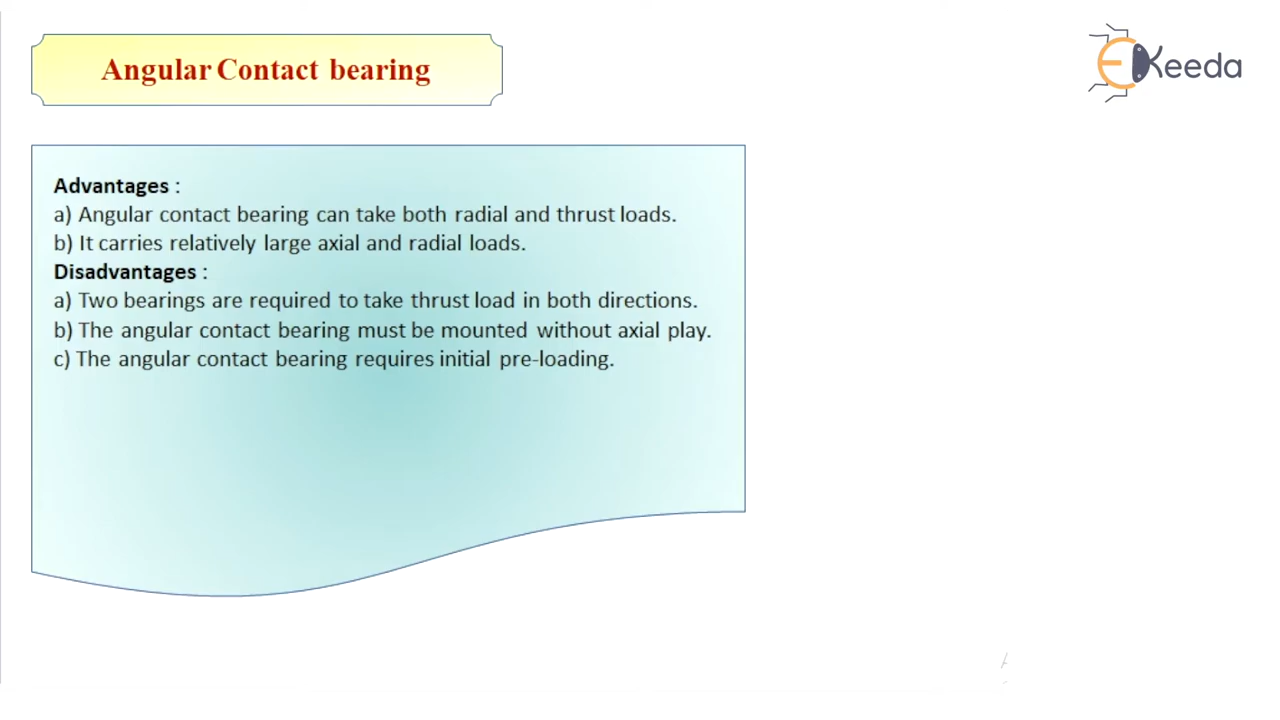 Angular Contact bearing
EKeeda
Advantages :
a) Angular contact bearing can take both radial and thrust loads.
b) It carries relatively large axial and radial loads.
Disadvantages :
a) Two bearings are required to take thrust load in both directions.
b) The angular contact bearing must be mounted without axial play.
c) The angular contact bearing requires initial pre-loading.